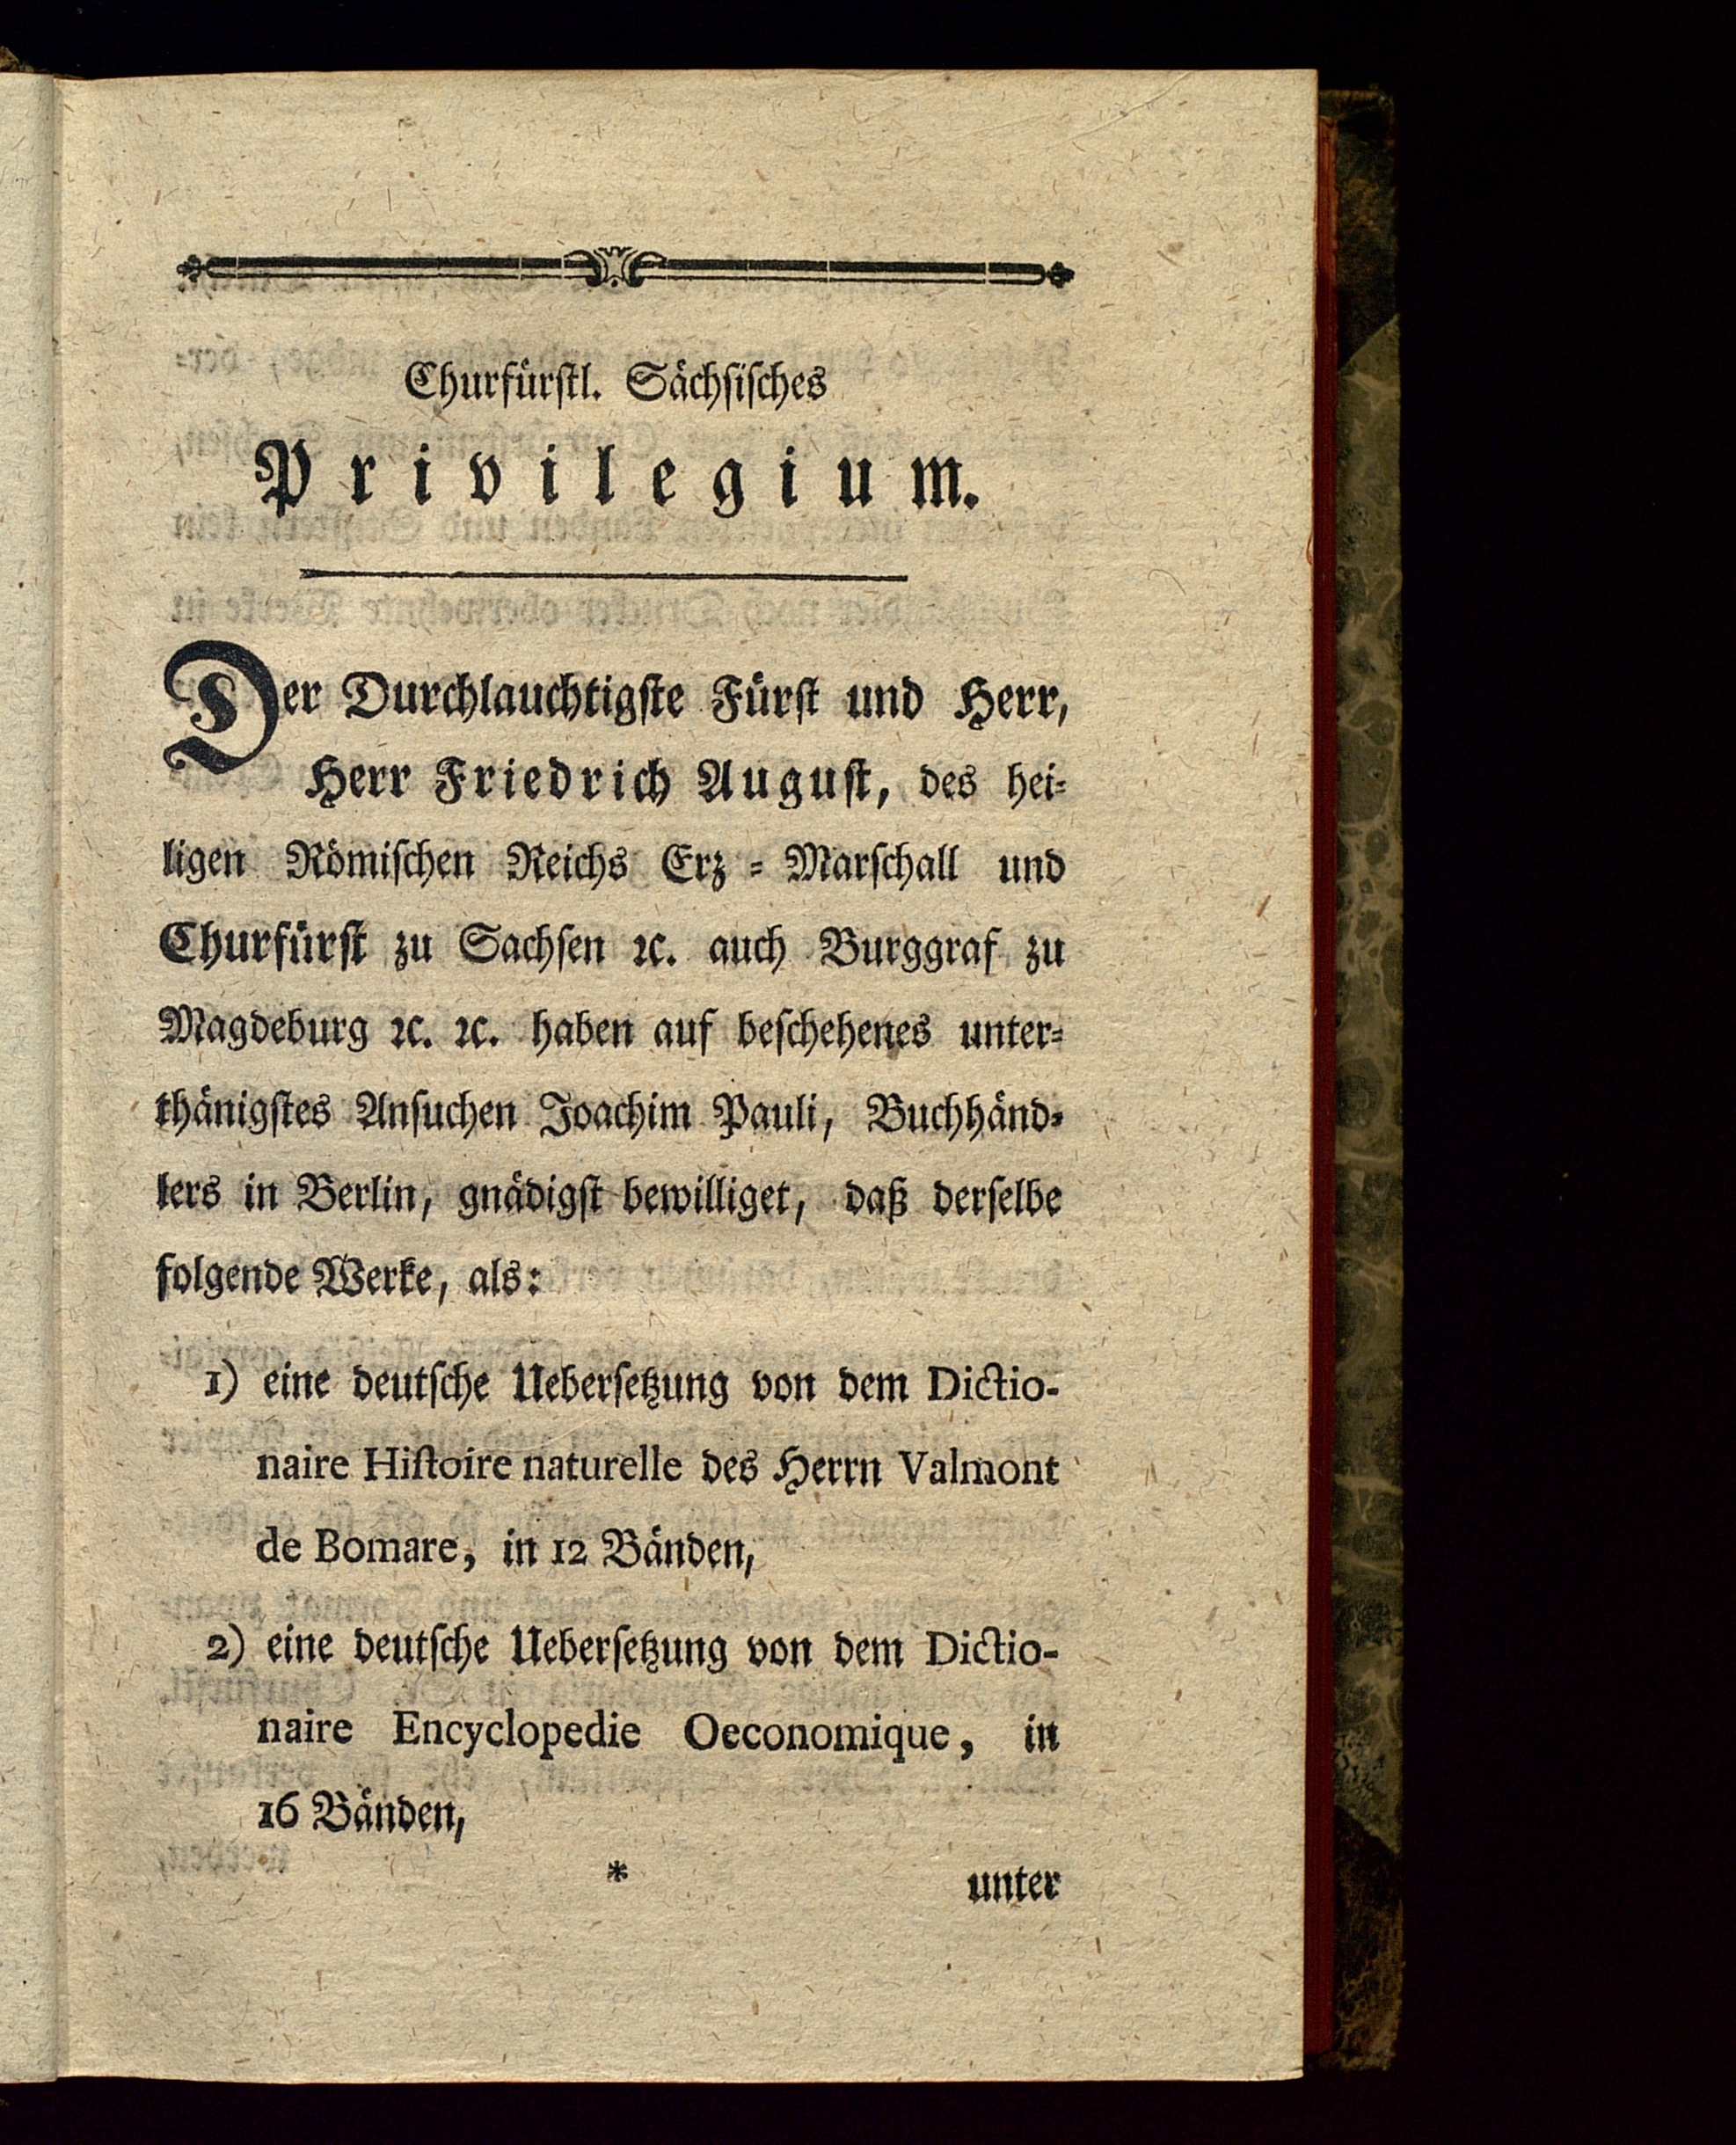 Churfürstl. Sächsisches
Privilegium.
Der Durchlauchtigste Fürst und Herr,
Herr Friedrich August, des hei-
ligen Römischen Reichs Erz-Marschall und
Churfürst zu Sachsen ꝛc. auch Burggraf zu
Magdeburg ꝛc. ꝛc. haben auf beschehenes unter-
thänigstes Ansuchen Joachim Pauli, Buchhänd-
lers in Berlin, gnädigst bewilliget, daß derselbe
folgende Werke, als:
1) eine deutsche Uebersetzung von dem Dictio-
naire Histoire naturelle des Herrn Valmont
de Bomare, in 12 Bänden,
2) eine deutsche Uebersetzung von dem Dictio-
naire Encyclopedie Oeconomique, in
16 Bänden,
* unter